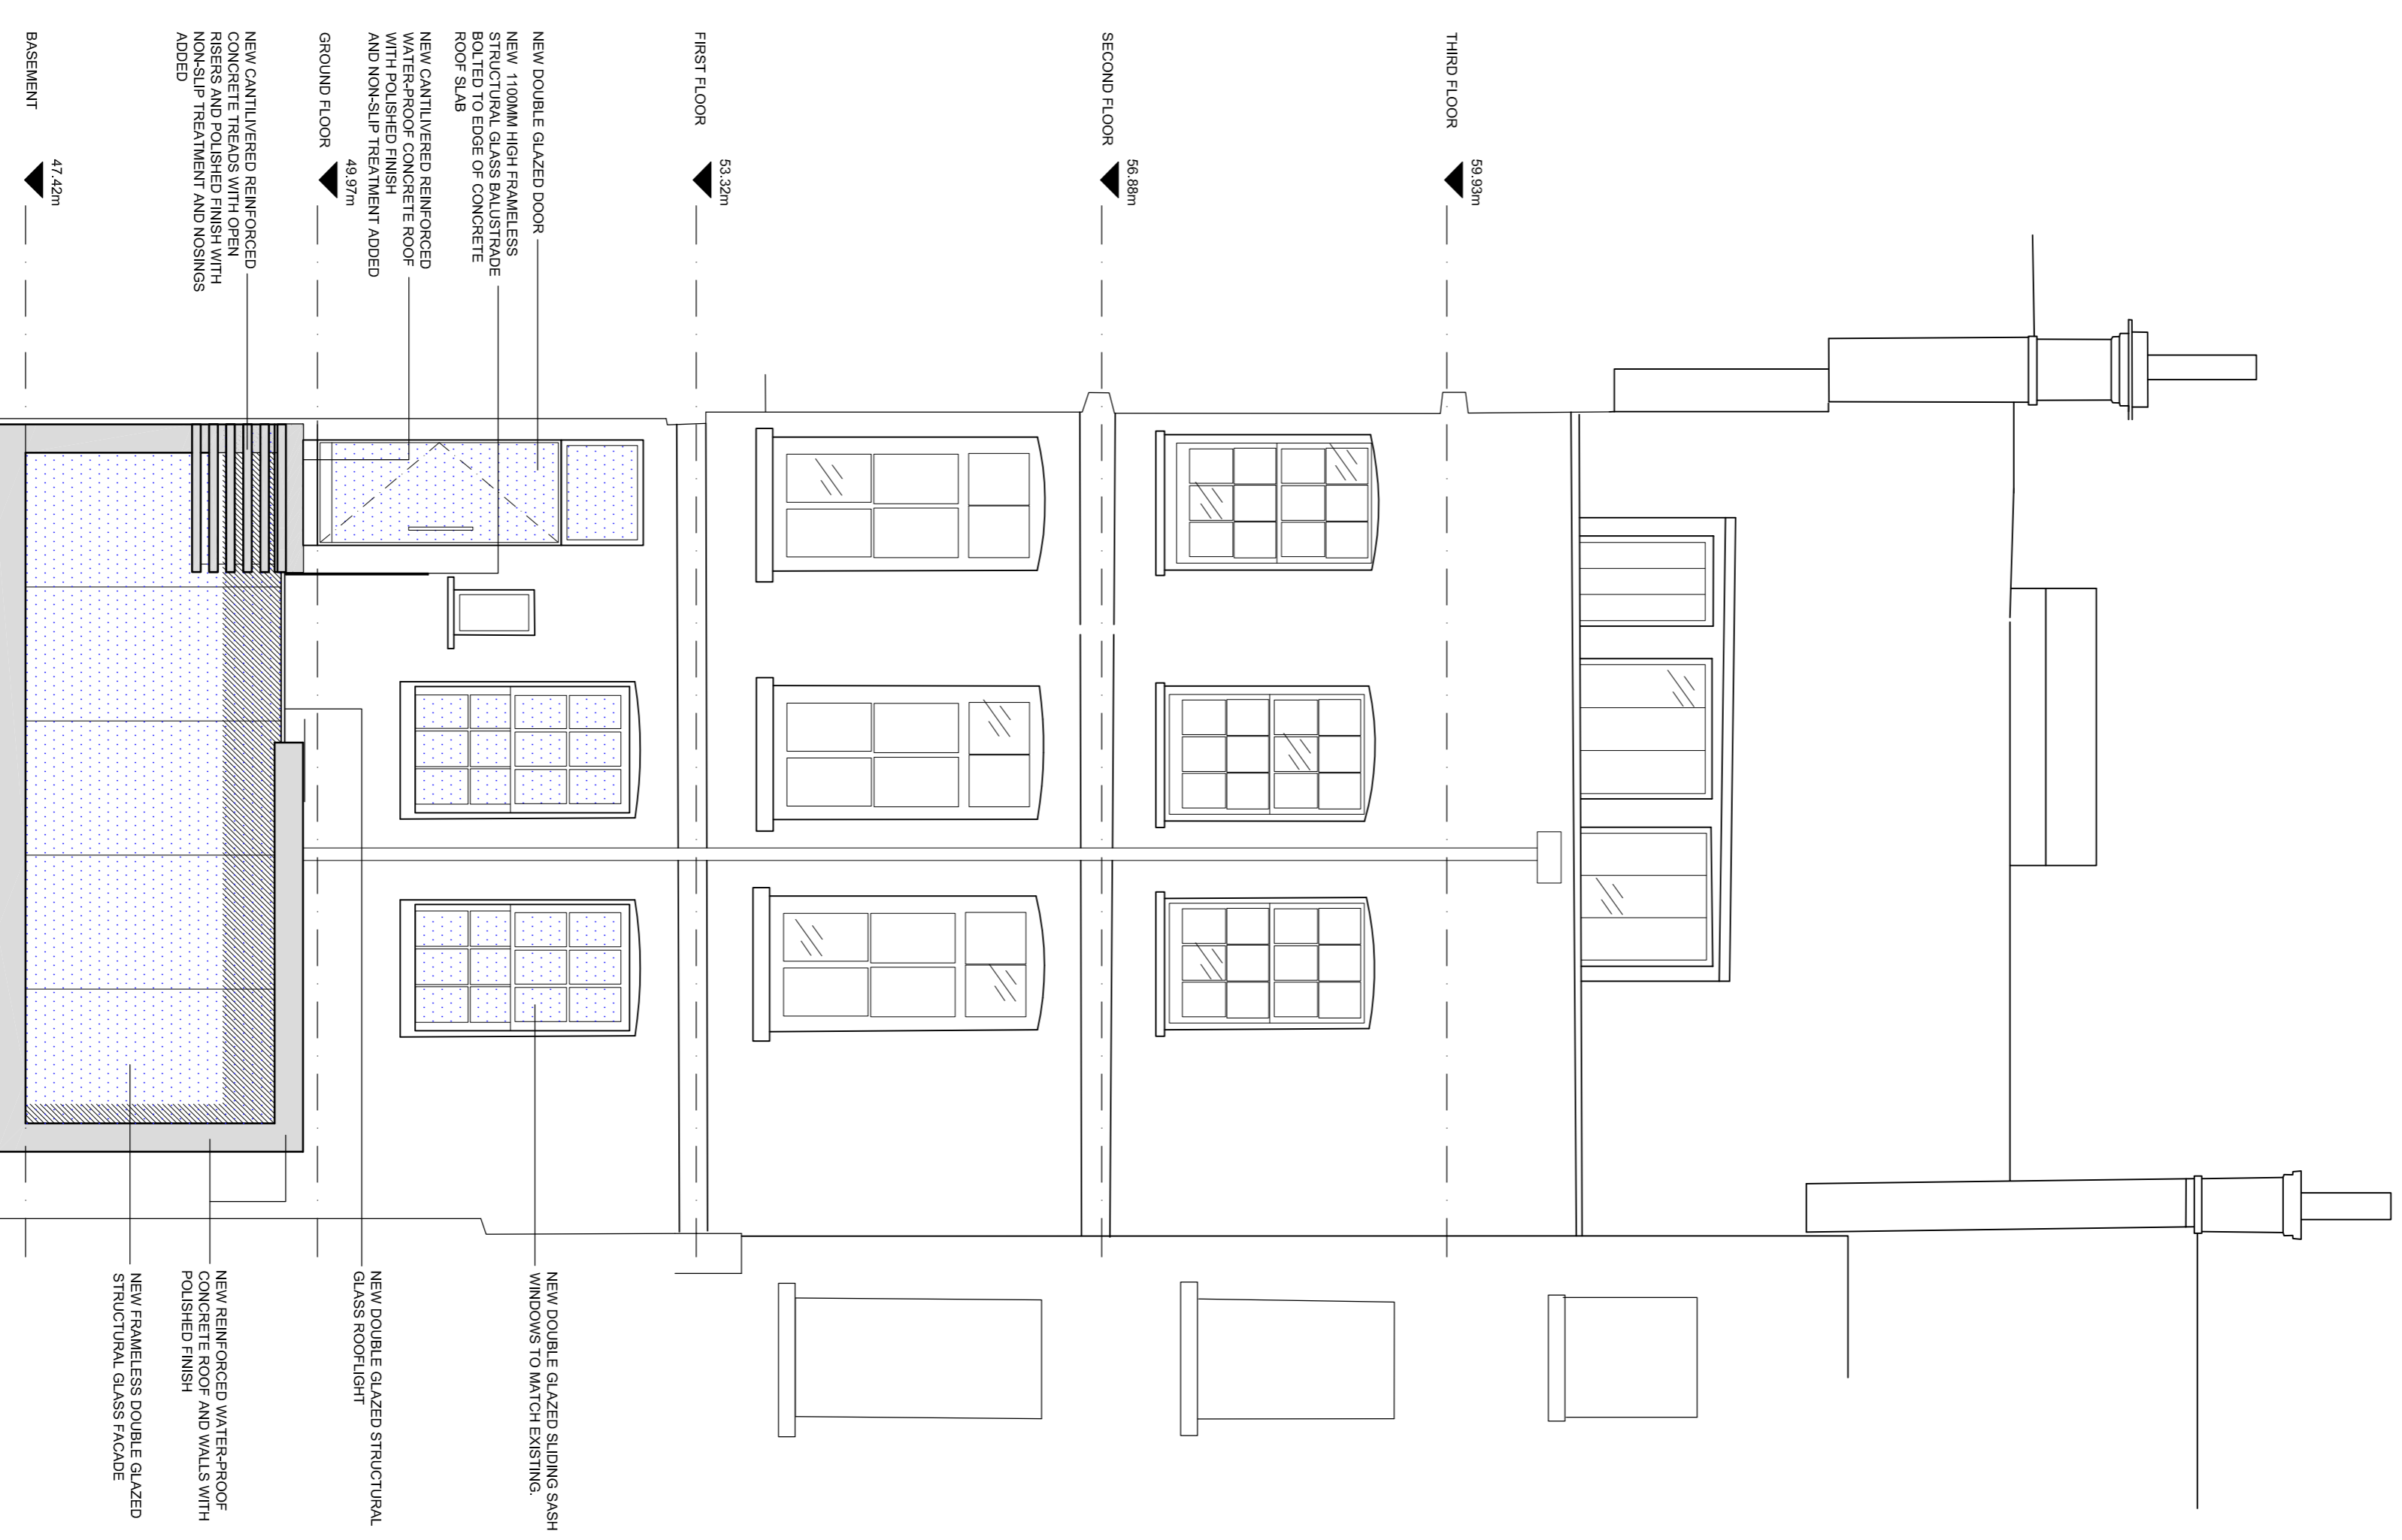 THIRD FLOOR
59.93m
SECOND FLOOR
56.88m
FIRST FLOOR
53.32m
NEW DOUBLE GLAZED DOOR
NEW 1100MM HIGH FRAMELESS
STRUCTURAL GLASS BALUSTRADE
BOLTED TO EDGE OF CONCRETE
ROOF SLAB
NEW CANTILIVERED REINFORCED
WATER-PROOF CONCRETE ROOF
WITH POLISHED FINISH
AND NON-SLIP TREATMENT ADDED
GROUND FLOOR
49.97m
NEW CANTILIVERED REINFORCED
CONCRETE TREADS WITH OPEN
RISERS AND POLISHED FINISH WITH
NON-SLIP TREATMENT AND NOSINGS
ADDED
BASEMENT
47.42m
NEW DOUBLE GLAZED SLIDING SASH
WINDOWS TO MATCH EXISTING.
NEW DOUBLE GLAZED STRUCTURAL
GLASS ROOFLIGHT
NEW REINFORCED WATER-PROOF
CONCRETE ROOF AND WALLS WITH
POLISHED FINISH
NEW FRAMELESS DOUBLE GLAZED
STRUCTURAL GLASS FACADE